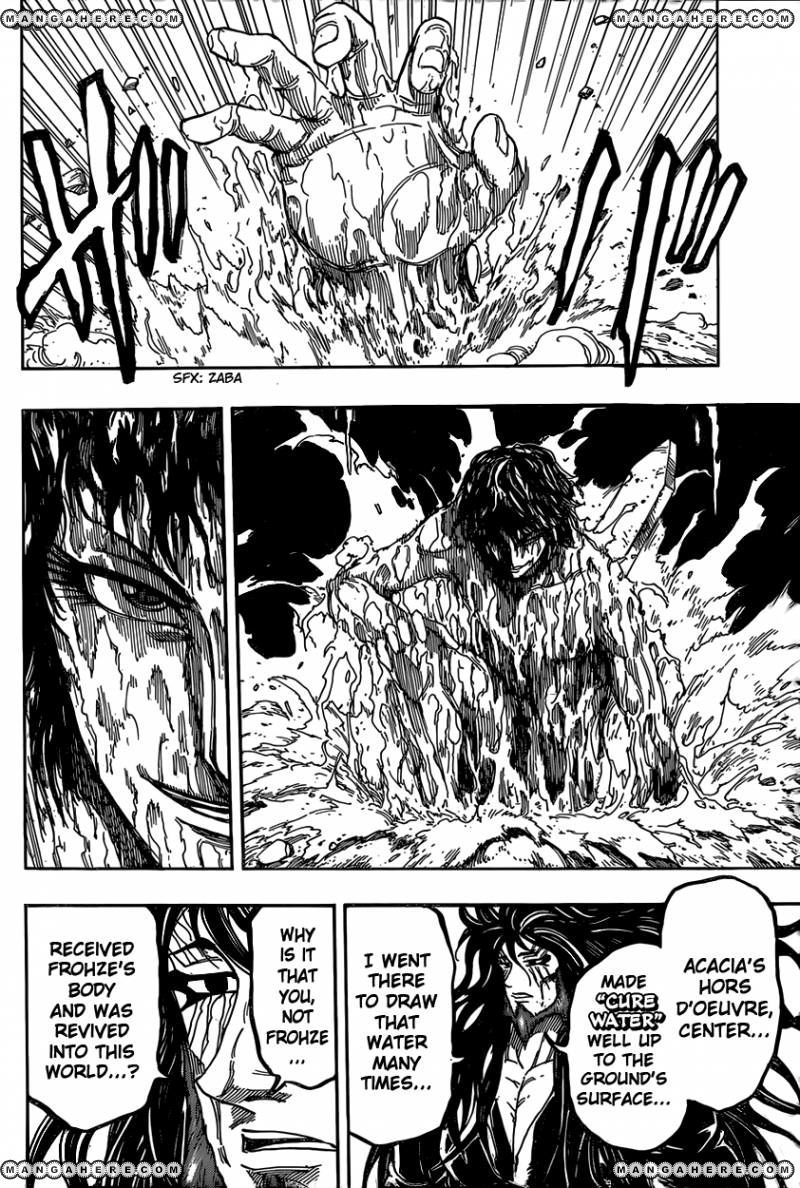 MANGAHERE.COM
MANGAHERE.COM
SFX: ZABA
ACACIA'S
HORS
D'OEUVRE,
CENTER...
MADE
"CURE
WATER"
WELL UP
TO THE
GROUND'S
SURFACE...
I WENT
THERE
TO DRAW
THAT
WATER
MANY
TIMES...
WHY
IS IT
THAT
YOU,
NOT
FROHZE
...
RECEIVED
FROHZE'S
BODY
AND WAS
REVIVED
INTO THIS
WORLD...?
MANGAHERE.COM
MANGAHERE.COM